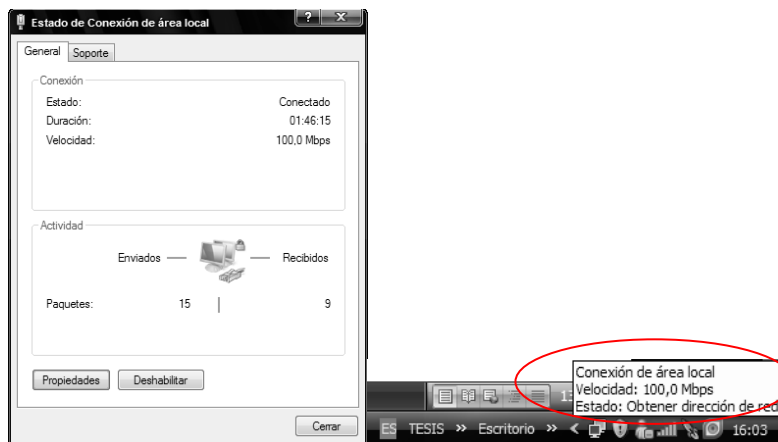 Estado de Conexión de área local
General Soporte
Conexión
Estado: Conectado
Duración: 01:46:15
Velocidad: 100,0 Mbps
Actividad
Enviados Recibidos
Paquetes: 15 9
Propiedades Deshabilitar
Cerrar
Conexión de área local
Velocidad: 100,0 Mbps
Estado: Obtener dirección de red
ES TESIS » Escritorio » < 16:03